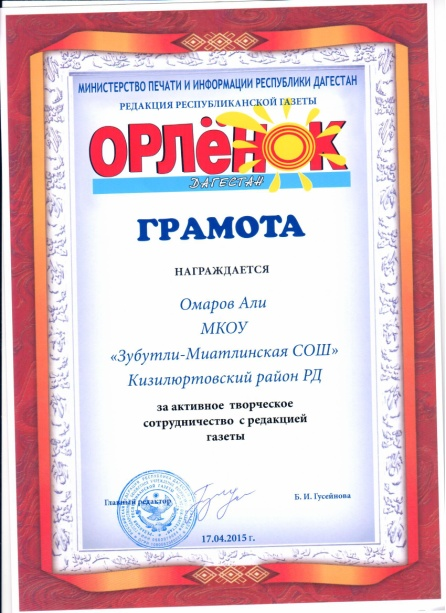 МИНИСТЕРСТВО ПЕЧАТИ И ИНФОРМАЦИИ РЕСПУБЛИКИ ДАГЕСТАН
РЕДАКЦИЯ РЕСПУБЛИКАНСКОЙ ГАЗЕТЫ
ОРЛёНОК
ДАГЕСТАН
ГРАМОТА
НАГРАЖДАЕТСЯ
Омаров Али
МКОУ
«Зубутли-Миатлинская СОШ»
Кизилюртовский район РД
за активное творческое
сотрудничество с редакцией
газеты
Главный редактор
Б. И. Гусейнова
17.04.2015 г.